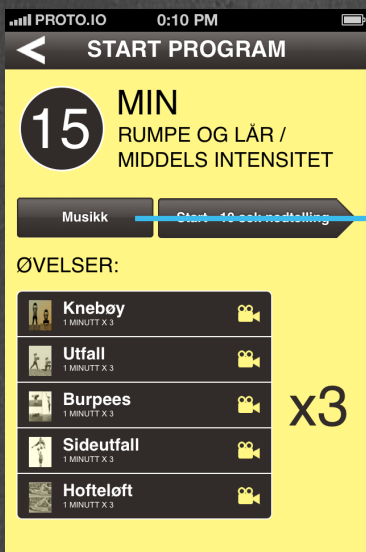 PROTO.IO 0:10 PM
START PROGRAM
15 MIN
RUMPE OG LÅR /
MIDDELS INTENSITET
Musikk
Start - 10 sek nedtelling
ØVELSER:
Knebøy
1 MINUTT X 3
Utfall
1 MINUTT X 3
Burpees
1 MINUTT X 3
x3
Sideutfall
1 MINUTT X 3
Hofteløft
1 MINUTT X 3